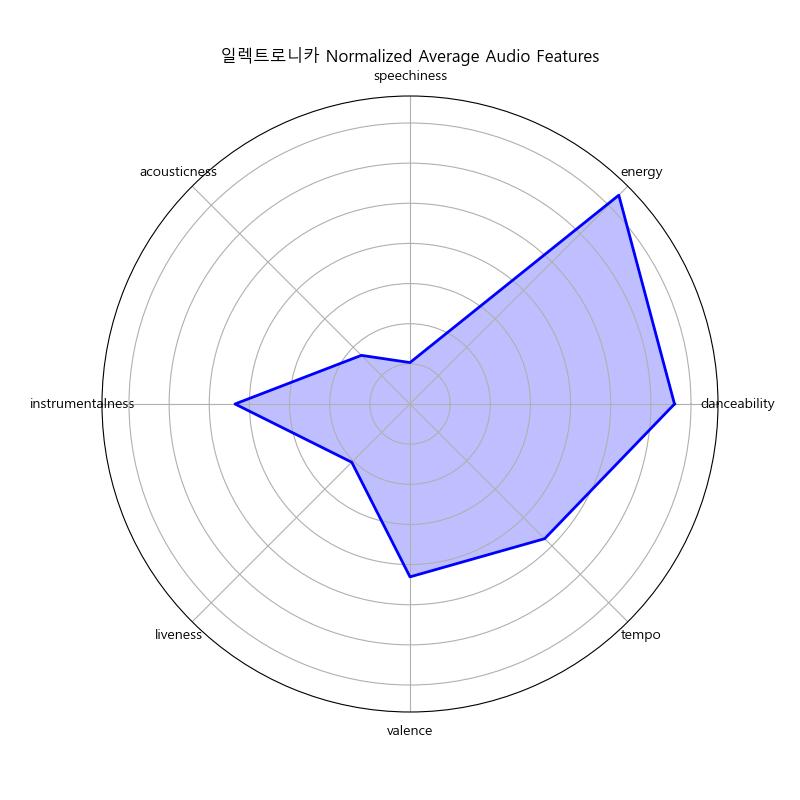 일렉트로니카 Normalized Average Audio Features
speechiness
acousticness
energy
instrumentalness
danceability
liveness
tempo
valence